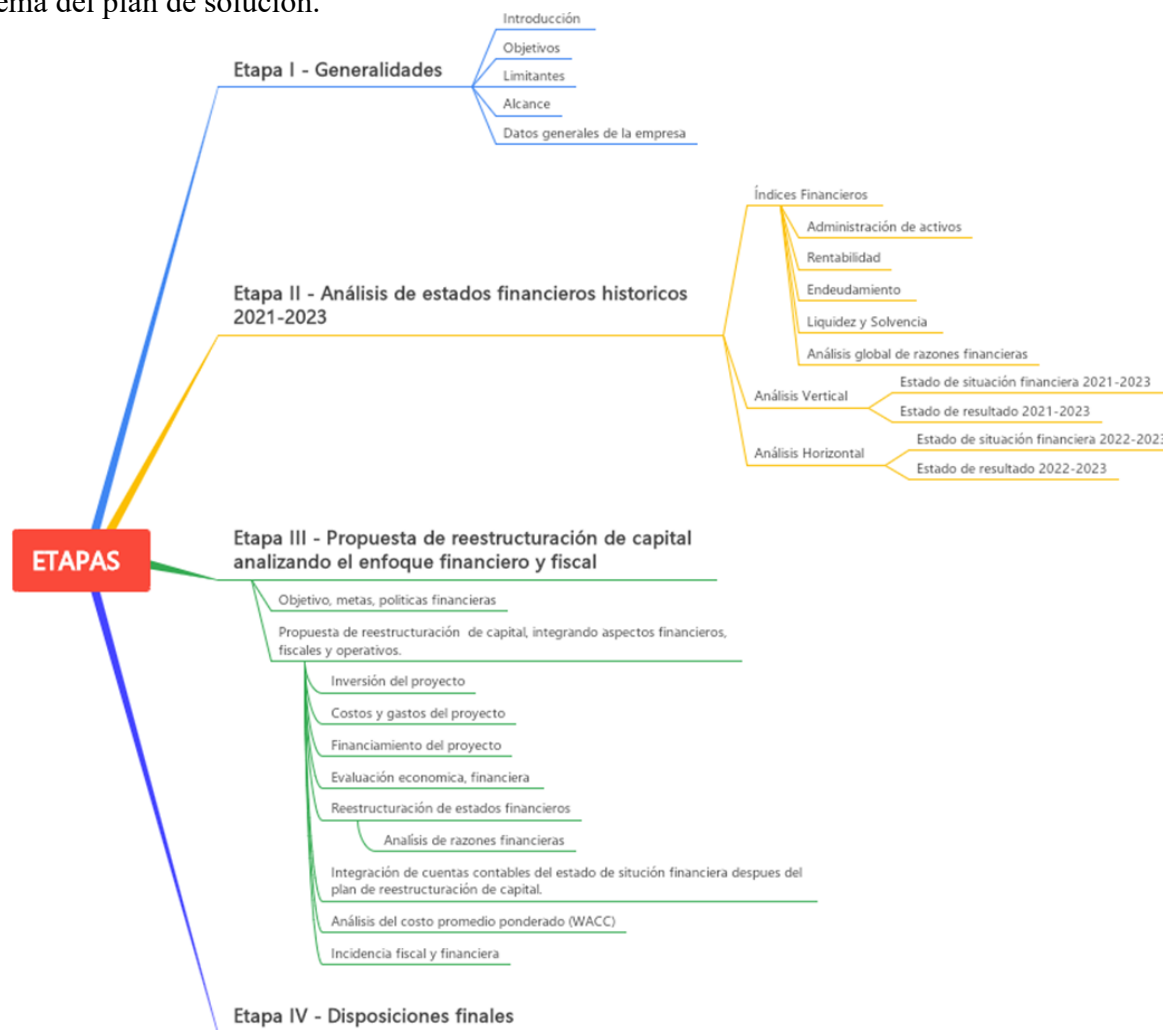 ema del plan de solución.
Introducción
Etapa I - Generalidades
Objetivos
Limitantes
Alcance
Datos generales de la empresa
Índices Financieros
Administración de activos
Rentabilidad
Endeudamiento
Liquidez y Solvencia
Análisis global de razones financieras
Etapa II - Análisis de estados financieros historicos
2021-2023
Análisis Vertical
Estado de situación financiera 2021-2023
Estado de resultado 2021-2023
Análisis Horizontal
Estado de situación financiera 2022-2023
Estado de resultado 2022-2023
ETAPAS
Etapa III - Propuesta de reestructuración de capital
analizando el enfoque financiero y fiscal
Objetivo, metas, politicas financieras
Propuesta de reestructuración de capital, integrando aspectos financieros,
fiscales y operativos.
Inversión del proyecto
Costos y gastos del proyecto
Financiamiento del proyecto
Evaluación economica, financiera
Reestructuración de estados financieros
Analísis de razones financieras
Integración de cuentas contables del estado de situción financiera despues del
plan de reestructuración de capital.
Análisis del costo promedio ponderado (WACC)
Incidencia fiscal y financiera
Etapa IV - Disposiciones finales